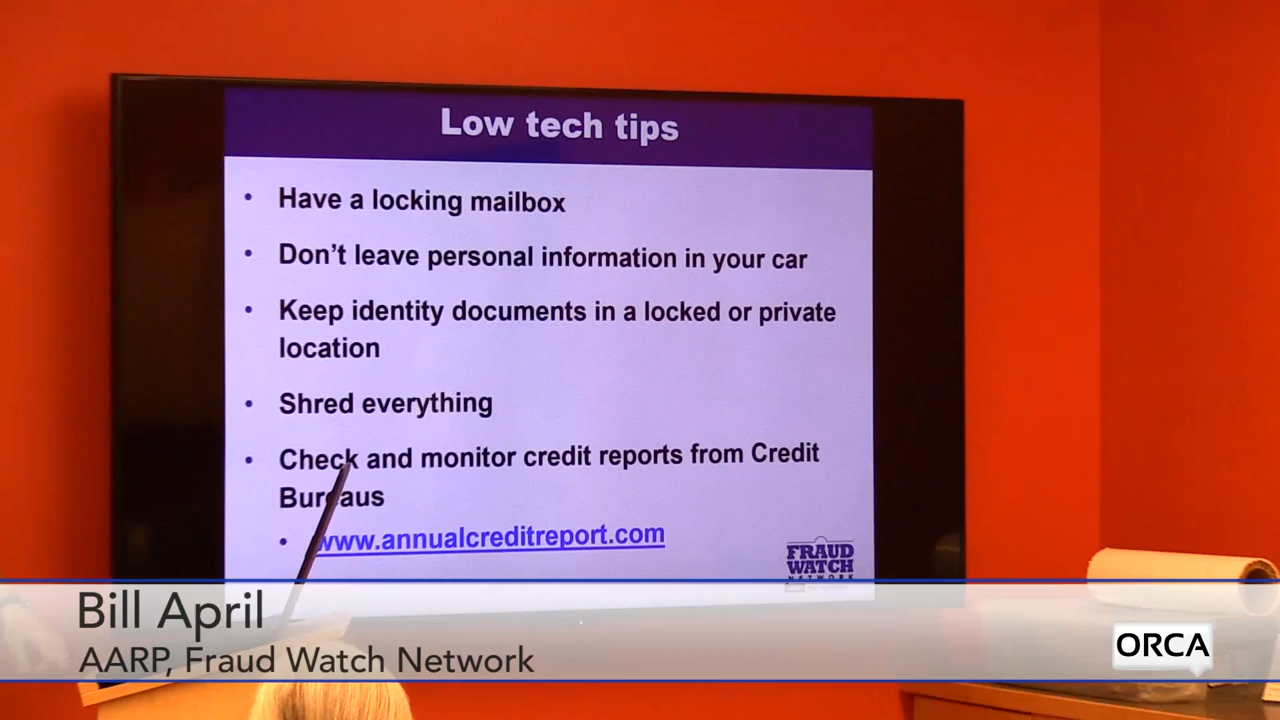 Low tech tips
• Have a locking mailbox
• Don't leave personal information in your car
• Keep identity documents in a locked or private
location
• Shred everything
• Check and monitor credit reports from Credit
Bureaus
• www.annualcreditreport.com
FRAUD
WATCH
NETWORK
Bill April
AARP, Fraud Watch Network
ORCA